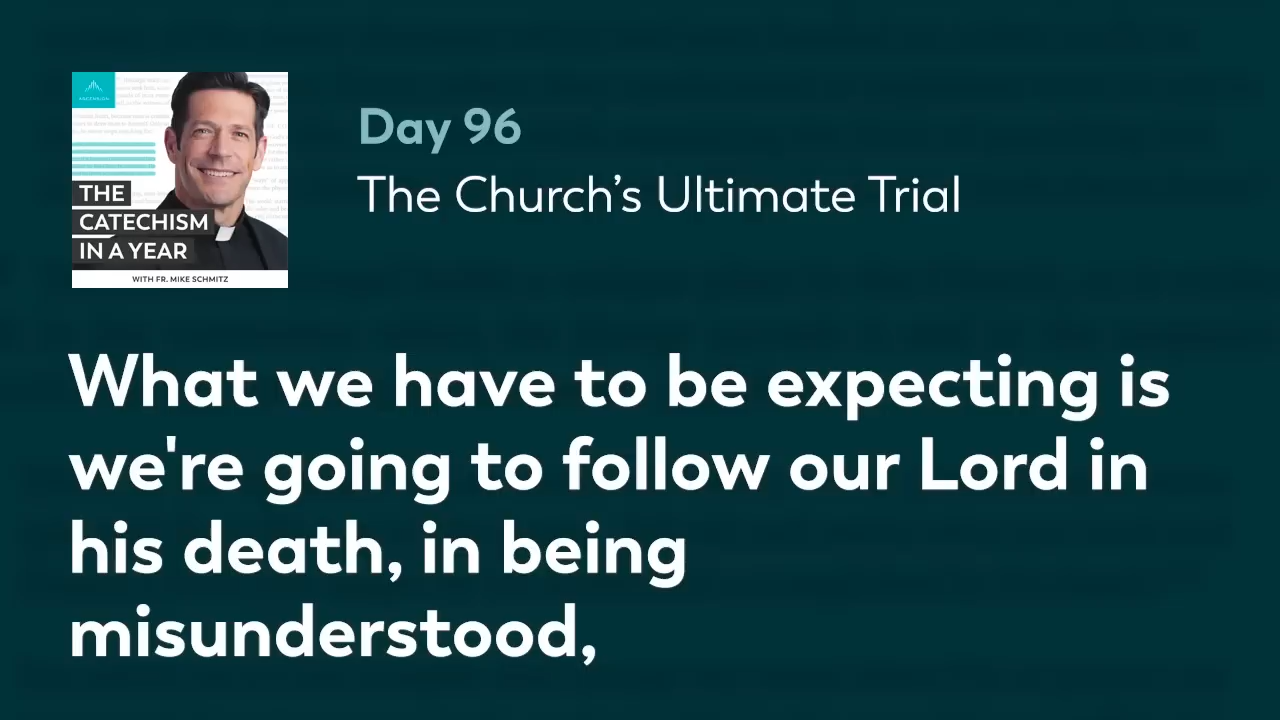 ASCENSION
THE
CATECHISM
IN A YEAR
WITH FR. MIKE SCHMITZ
Day 96
The Church’s Ultimate Trial
What we have to be expecting is
we're going to follow our Lord in
his death, in being
misunderstood,